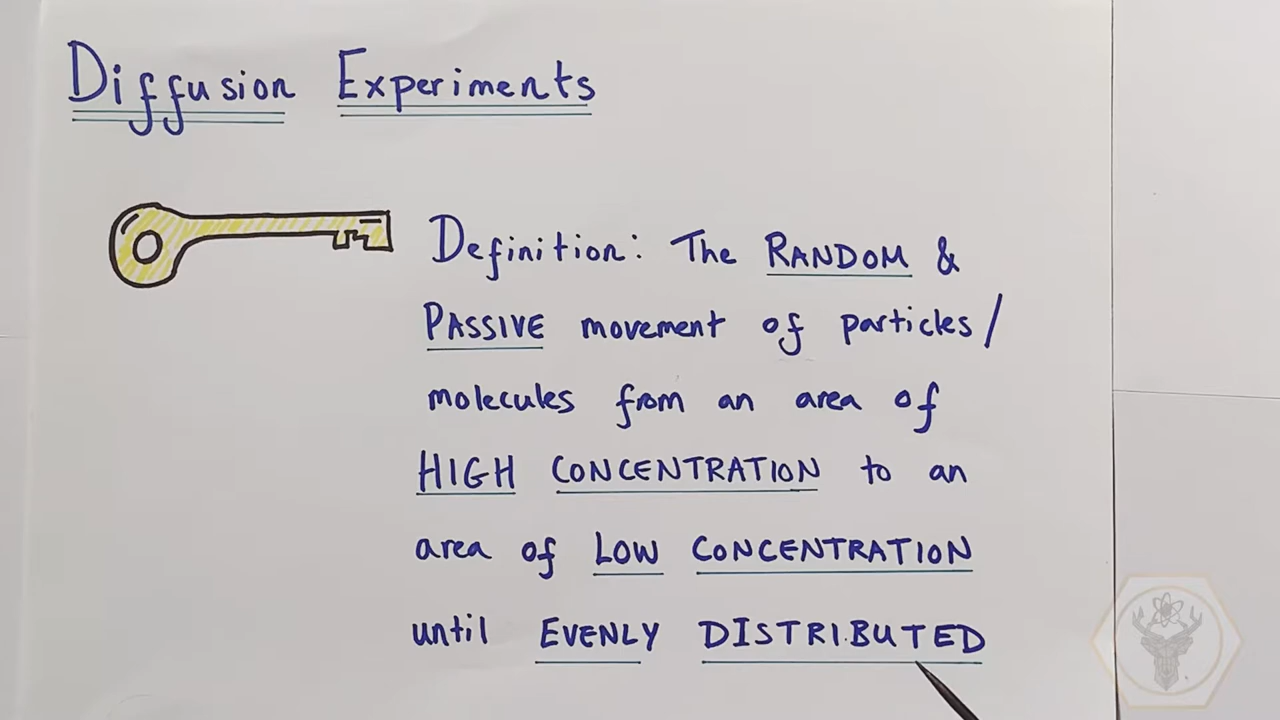 Diffusion Experiments
Definition: The RANDOM &
PASSIVE movement of particles/
molecules from an area of
HIGH CONCENTRATION to an
area of LOW CONCENTRATION
until EVENLY DISTRIBUTED